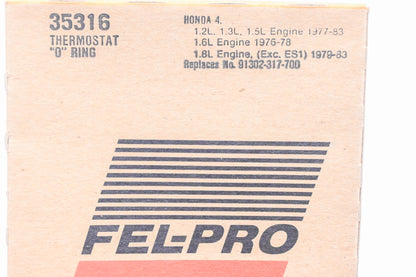 35316
THERMOSTAT
"O" RING
HONDA 4,
1.2L, 1.3L, 1.5L Engine 1977-83
1.6L Engine 1976-78
1.8L Engine, (Exc. ES1) 1979-83
Replaces No. 91302-317-700
FEL-PRO